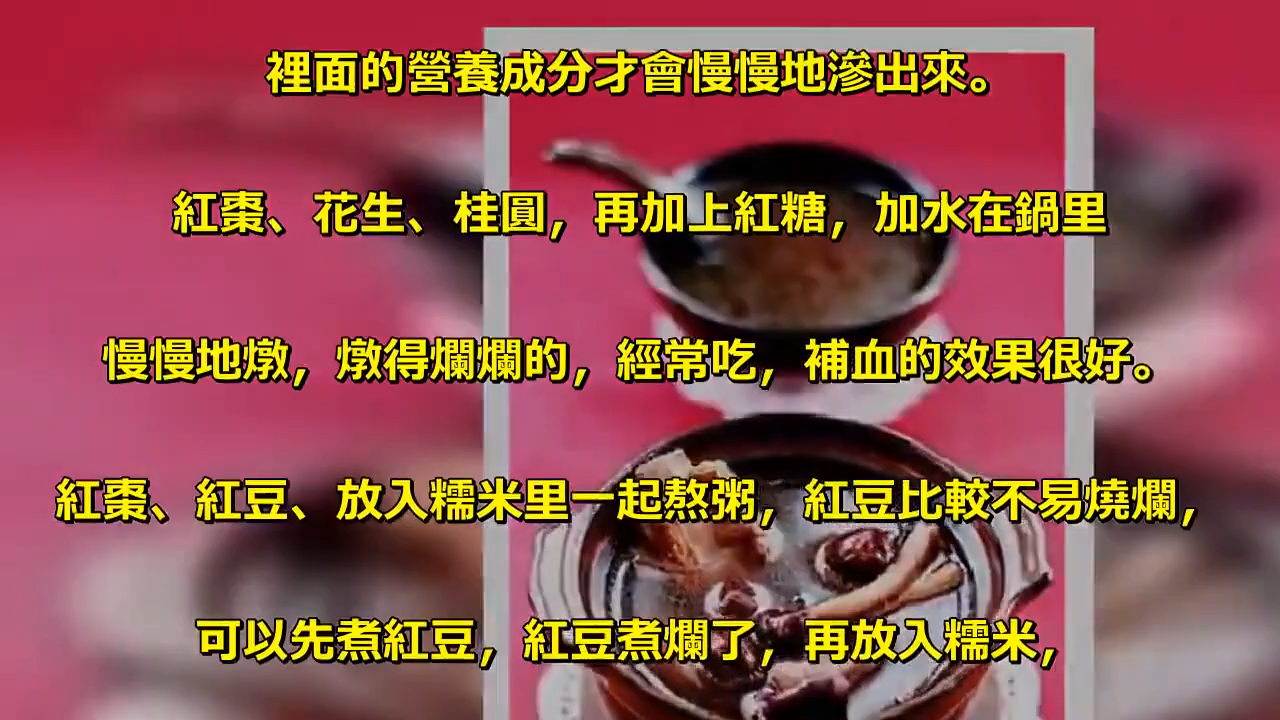 裡面的營養成分才會慢慢地滲出來。
紅棗、花生、桂圓，再加上紅糖，加水在鍋里
慢慢地燉，燉得爛爛的，經常吃，補血的效果很好。
紅棗、紅豆、放入糯米里一起熬粥，紅豆比較不易燒爛，
可以先煮紅豆，紅豆煮爛了，再放入糯米，